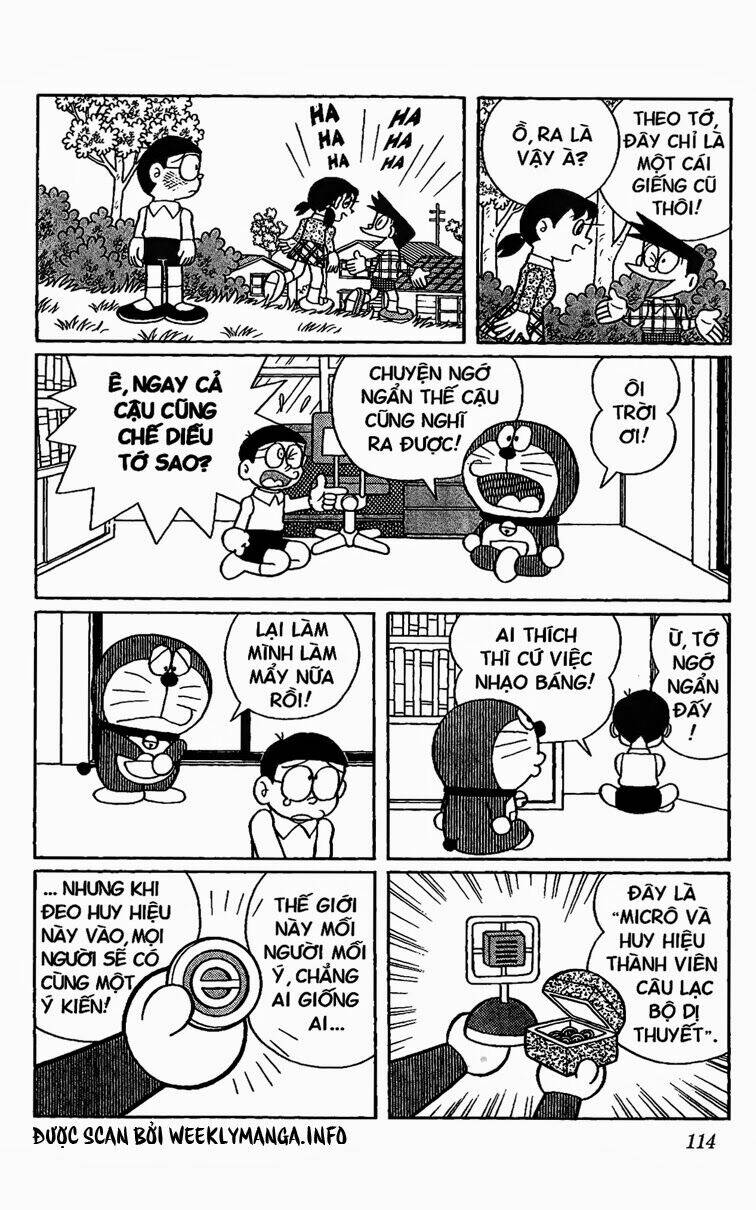 THEO TỚ,
ĐÂY CHỈ LÀ
MỘT CÁI
GIẾNG CŨ
THÔI!
Ồ, RA LÀ
VẬY À?
HA
HA
HA
HA
HA
HA
ÔI
TRỜI
ƠI!
CHUYỆN NGỚ
NGẨN THẾ CẬU
CŨNG NGHĨ
RA ĐƯỢC!
Ê, NGAY CẢ
CẬU CŨNG
CHẾ DIỄU
TỚ SAO?
Ừ, TỚ
NGỚ
NGẨN
ĐẤY
!
AI THÍCH
THÌ CỨ VIỆC
NHẠO BÁNG!
LẠI LÀM
MÌNH LÀM
MẨY NỮA
RỒI!
ĐÂY LÀ
"MICRÔ VÀ
HUY HIỆU
THÀNH VIÊN
CÂU LẠC
BỘ DỊ
THUYẾT".
THẾ GIỚI
NÀY MỖI
NGƯỜI MỖI
Ý, CHẲNG
AI GIỐNG
AI...
... NHƯNG KHI
ĐEO HUY HIỆU
NÀY VÀO, MỌI
NGƯỜI SẼ CÓ
CÙNG MỘT
Ý KIẾN!
ĐƯỢC SCAN BỞI WEEKLYMANGA.INFO
114